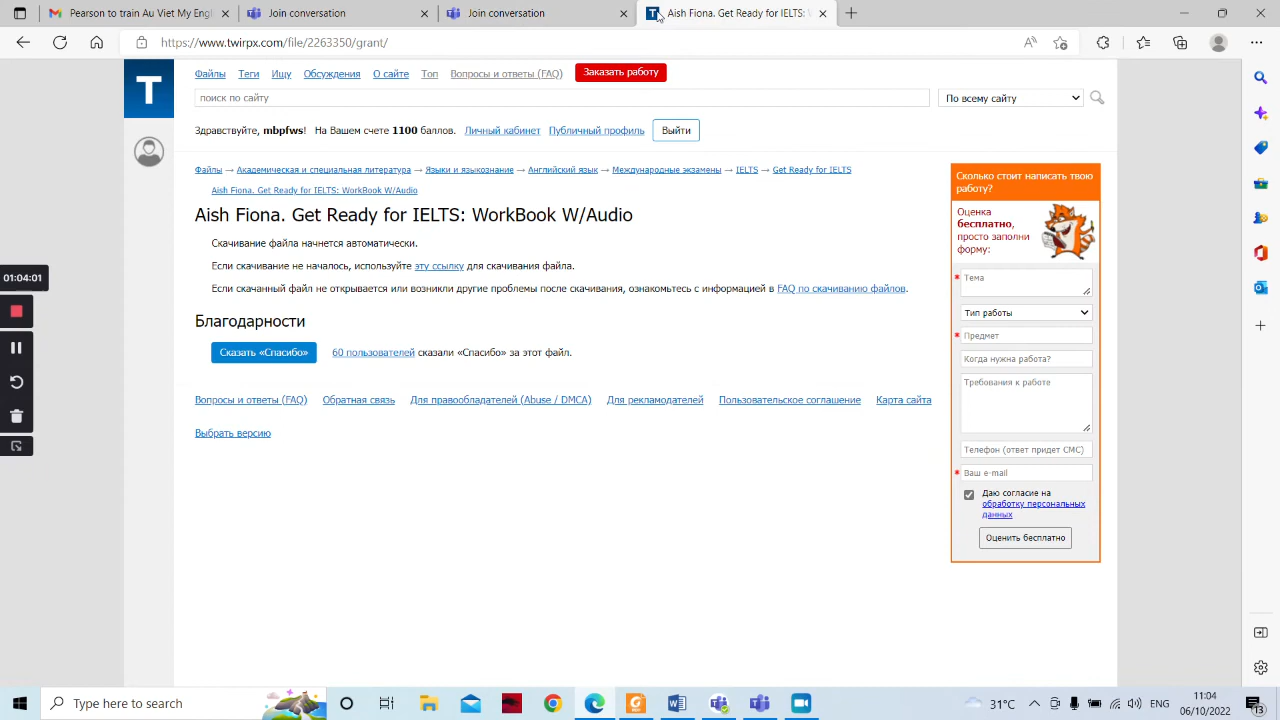 Pearson to train Viet My Englis
Join conversation
Join conversation
Aish Fiona. Get Ready for IELTS:
https://www.twirpx.com/file/2263350/grant/
T
Файлы Теги Ищу Обсуждения О сайте Топ Вопросы и ответы (FAQ) Заказать работу
поиск по сайту
По всему сайту
Здравствуйте, mbpfws! На Вашем счете 1100 баллов. Личный кабинет Публичный профиль Выйти
Файлы → Академическая и специальная литература → Языки и языкознание → Английский язык → Международные экзамены → IELTS → Get Ready for IELTS
Aish Fiona. Get Ready for IELTS: WorkBook W/Audio
Aish Fiona. Get Ready for IELTS: WorkBook W/Audio
Скачивание файла начнется автоматически.
Если скачивание не началось, используйте эту ссылку для скачивания файла.
Если скачанный файл не открывается или возникли другие проблемы после скачивания, ознакомьтесь с информацией в FAQ по скачиванию файлов.
Благодарности
Сказать «Спасибо» 60 пользователей сказали «Спасибо» за этот файл.
Вопросы и ответы (FAQ) Обратная связь Для правообладателей (Abuse / DMCA) Для рекламодателей Пользовательское соглашение Карта сайта
Выбрать версию
Сколько стоит написать твою
работу?
Оценка
бесплатно,
просто заполни
форму:
* Тема
Тип работы
* Предмет
Когда нужна работа?
Требования к работе
Телефон (ответ придет СМС)
* Ваш e-mail
Даю согласие на
обработку персональных
данных
Оценить бесплатно
01:04:01
Type here to search
31°C
ENG
11:04
06/10/2022
13